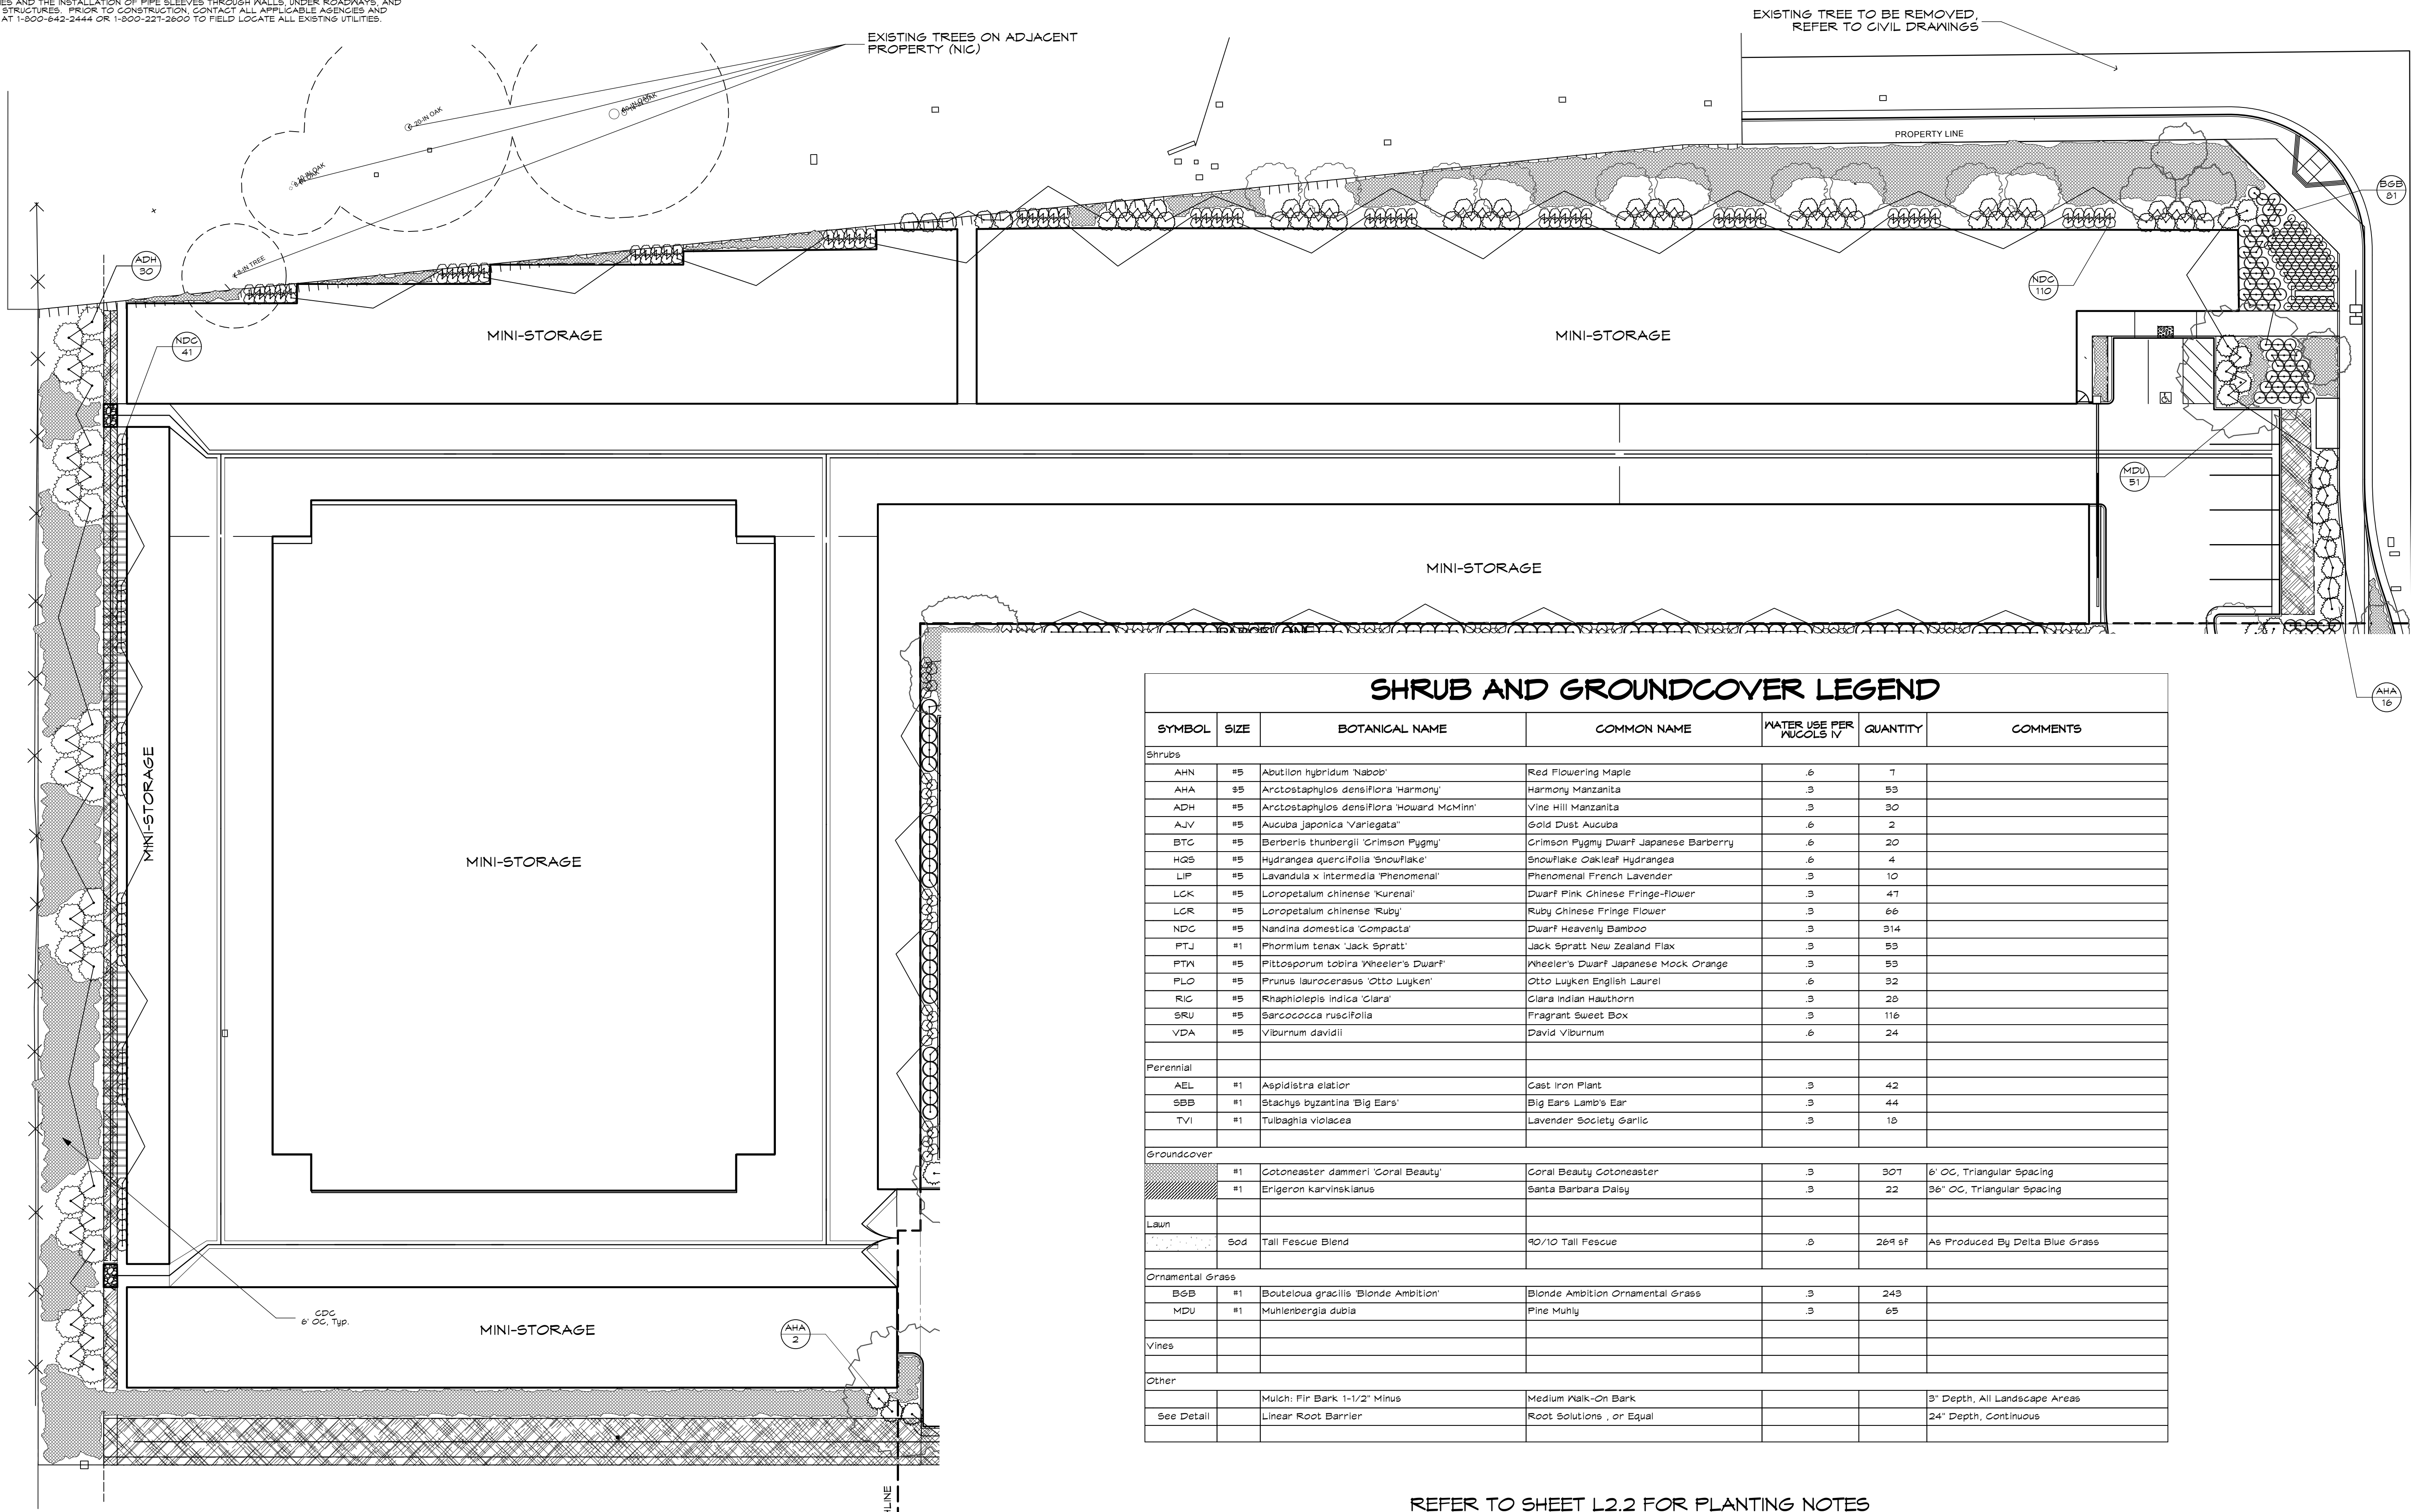 IES AND THE INSTALLATION OF PIPE SLEEVES THROUGH WALLS, UNDER ROADWAYS, AND
STRUCTURES. PRIOR TO CONSTRUCTION, CONTACT ALL APPLICABLE AGENCIES AND
AT 1-800-642-2444 OR 1-800-227-2600 TO FIELD LOCATE ALL EXISTING UTILITIES.
EXISTING TREES ON ADJACENT
PROPERTY (NIC)
EXISTING TREE TO BE REMOVED,
REFER TO CIVIL DRAWINGS
20-IN OAK
PROPERTY LINE
BGB
81
ADH
30
8-IN TREE
NDC
110
NDC
41
MINI-STORAGE
MINI-STORAGE
MDU
51
MINI-STORAGE
MINI-STORAGE
MINI-STORAGE
AHA
16
CDC
6' OC, Typ.
MINI-STORAGE
AHA
2
HLINE
SHRUB AND GROUNDCOVER LEGEND
SYMBOL SIZE BOTANICAL NAME COMMON NAME WATER USE PER WUCOLS IV QUANTITY COMMENTS
Shrubs
AHN #5 Abutilon hybridum 'Nabob' Red Flowering Maple .6 7
AHA $5 Arctostaphylos densiflora 'Harmony' Harmony Manzanita .3 53
ADH #5 Arctostaphylos densiflora 'Howard McMinn' Vine Hill Manzanita .3 30
AJV #5 Aucuba japonica 'Variegata" Gold Dust Aucuba .6 2
BTC #5 Berberis thunbergii 'Crimson Pygmy' Crimson Pygmy Dwarf Japanese Barberry .6 20
HQS #5 Hydrangea quercifolia 'Snowflake' Snowflake Oakleaf Hydrangea .6 4
LIP #5 Lavandula x intermedia 'Phenomenal' Phenomenal French Lavender .3 10
LCK #5 Loropetalum chinense 'Kurenai' Dwarf Pink Chinese Fringe-flower .3 47
LCR #5 Loropetalum chinense 'Ruby' Ruby Chinese Fringe Flower .3 66
NDC #5 Nandina domestica 'Compacta' Dwarf Heavenly Bamboo .3 314
PTJ #1 Phormium tenax 'Jack Spratt' Jack Spratt New Zealand Flax .3 53
PTW #5 Pittosporum tobira 'Wheeler's Dwarf' Wheeler's Dwarf Japanese Mock Orange .3 53
PLO #5 Prunus laurocerasus 'Otto Luyken' Otto Luyken English Laurel .6 32
RIC #5 Rhaphiolepis indica 'Clara' Clara Indian Hawthorn .3 28
SRU #5 Sarcococca ruscifolia Fragrant Sweet Box .3 116
VDA #5 Viburnum davidii David Viburnum .6 24
Perennial
AEL #1 Aspidistra elatior Cast Iron Plant .3 42
SBB #1 Stachys byzantina 'Big Ears' Big Ears Lamb's Ear .3 44
TVI #1 Tulbaghia violacea Lavender Society Garlic .3 18
Groundcover
#1 Cotoneaster dammeri 'Coral Beauty' Coral Beauty Cotoneaster .3 307 6' OC, Triangular Spacing
#1 Erigeron karvinskianus Santa Barbara Daisy .3 22 36" OC, Triangular Spacing
Lawn
Sod Tall Fescue Blend 90/10 Tall Fescue .8 269 sf As Produced By Delta Blue Grass
Ornamental Grass
BGB #1 Bouteloua gracilis 'Blonde Ambition' Blonde Ambition Ornamental Grass .3 243
MDU #1 Muhlenbergia dubia Pine Muhly .3 65
Vines
Other
Mulch: Fir Bark 1-1/2" Minus Medium Walk-On Bark 3" Depth, All Landscape Areas
See Detail Linear Root Barrier Root Solutions , or Equal 24" Depth, Continuous
REFER TO SHEET L2.2 FOR PLANTING NOTES